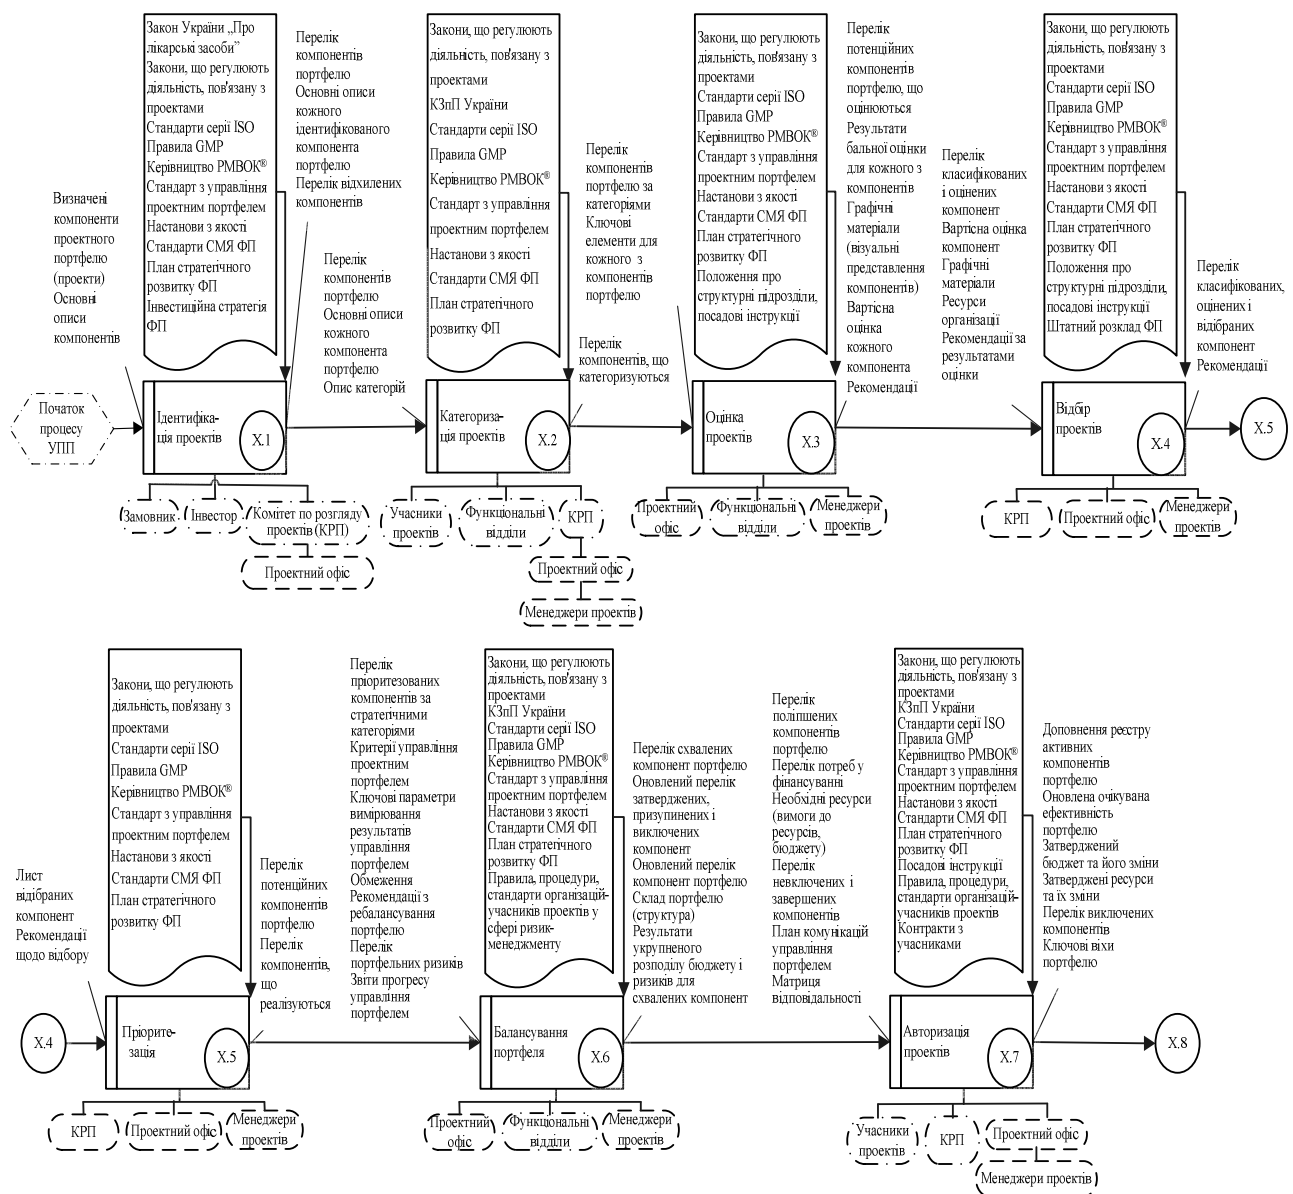 Закон України „Про
лікарські засоби”
Закони, що регулюють
діяльність, пов'язану з
проектами
Стандарти серії ISO
Правила GMP
Керівництво PMBOK®
Стандарт з управління
проектним портфелем
Настанови з якості
Стандарти СМЯ ФП
План стратегічного
розвитку ФП
Інвестиційна стратегія
ФП
Перелік
компонентів
портфелю
Основні описи
кожного
ідентифікованого
компонента
портфелю
Перелік відхилених
компонентів
Закони, що регулюють
діяльність, пов'язану з
проектами
КЗпП України
Стандарти серії ISO
Правила GMP
Керівництво PMBOK®
Стандарт з управління
проектним портфелем
Настанови з якості
Стандарти СМЯ ФП
План стратегічного
розвитку ФП
Перелік
компонентів
портфелю за
категоріями
Ключові
елементи для
кожного з
компонентів
портфелю
Закони, що регулюють
діяльність, пов'язану з
проектами
Стандарти серії ISO
Правила GMP
Керівництво PMBOK®
Стандарт з управління
проектним портфелем
Настанови з якості
Стандарти СМЯ ФП
План стратегічного
розвитку ФП
Положення про
структурні підрозділи,
посадові інструкції
Перелік
потенційних
компонентів
портфелю, що
оцінюються
Результати
бальної оцінки
для кожного з
компонентів
Графічні
матеріали
(візуальні
представлення
компонентів)
Вартісна
оцінка
кожного
компонента
Рекомендації
Перелік
класифікованих
і оцінених
компонент
Вартісна оцінка
компонент
Графічні
матеріали
Ресурси
організації
Рекомендації за
результатами
оцінки
Закони, що регулюють
діяльність, пов'язану з
проектами
Стандарти серії ISO
Правила GMP
Керівництво PMBOK®
Стандарт з управління
проектним портфелем
Настанови з якості
Стандарти СМЯ ФП
План стратегічного
розвитку ФП
Положення про
структурні підрозділи,
посадові інструкції
Штатний розклад ФП
Перелік
класифікованих,
оцінених і
відібраних
компонент
Рекомендації
Визначені
компоненти
проектного
портфелю
(проекти)
Основні
описи
компонентів
Перелік
компонентів
портфелю
Основні описи
кожного
компонента
портфелю
Опис категорій
Перелік
компонентів, що
категоризуються
Початок
процесу
УПП
Ідентифіка-
ція проектів
X.1
Категориза-
ція проектів
X.2
Оцінка
проектів
X.3
Відбір
проектів
X.4
X.5
Замовник
Інвестор
Комітет по розгляду
проектів (КРП)
Проектний офіс
Учасники
проектів
Функціональні
відділи
КРП
Проектний офіс
Менеджери проектів
Проектний
офіс
Функціональні
відділи
Менеджери
проектів
КРП
Проектний офіс
Менеджери
проектів
Лист
відібраних
компонент
Рекомендації
щодо відбору
Закони, що регулюють
діяльність, пов'язану з
проектами
Стандарти серії ISO
Правила GMP
Керівництво PMBOK®
Стандарт з управління
проектним портфелем
Настанови з якості
Стандарти СМЯ ФП
План стратегічного
розвитку ФП
Перелік
потенційних
компонентів
портфелю
Перелік
компонентів,
що
реалізуються
Перелік
пріоритезованих
компонентів за
стратегічними
категоріями
Критерії управління
проектним
портфелем
Ключові параметри
вимірювання
результатів
управління
портфелем
Обмеження
Рекомендації з
ребалансування
портфелю
Перелік
портфельних ризиків
Звіти прогресу
управління
портфелем
Закони, що регулюють
діяльність, пов'язану з
проектами
КЗпП України
Стандарти серії ISO
Правила GMP
Керівництво PMBOK®
Стандарт з управління
проектним портфелем
Настанови з якості
Стандарти СМЯ ФП
План стратегічного
розвитку ФП
Правила, процедури,
стандарти організацій-
учасників проектів у
сфері ризик-
менеджменту
Перелік схвалених
компонент портфелю
Оновлений перелік
затверджених,
призупинених і
виключених
компонент
Оновлений перелік
компонент портфелю
Склад портфелю
(структура)
Результати
укрупненого
розподілу бюджету і
ризиків для
схвалених компонент
Перелік
поліпшених
компонентів
портфелю
Перелік потреб у
фінансуванні
Необхідні ресурси
(вимоги до
ресурсів,
бюджету)
Перелік
невключених і
завершених
компонентів
План комунікацій
управління
портфелем
Матриця
відповідальності
Закони, що регулюють
діяльність, пов'язану з
проектами
КЗпП України
Стандарти серії ISO
Правила GMP
Керівництво PMBOK®
Стандарт з управління
проектним портфелем
Настанови з якості
Стандарти СМЯ ФП
План стратегічного
розвитку ФП
Посадові інструкції
Правила, процедури,
стандарти організацій-
учасників проектів
Контракти з
учасниками
Доповнення реєстру
активних
компонентів
портфелю
Оновлена очікувана
ефективність
портфелю
Затверджений
бюджет та його зміни
Затверджені ресурси
та їх зміни
Перелік виключених
компонентів
Ключові віхи
портфелю
X.4
Пріорите-
зація
X.5
Балансування
портфеля
X.6
Авторизація
проектів
X.7
X.8
КРП
Проектний офіс
Менеджери
проектів
Проектний
офіс
Функціональні
відділи
Менеджери
проектів
Учасники
проектів
КРП
Проектний офіс
Менеджери проектів